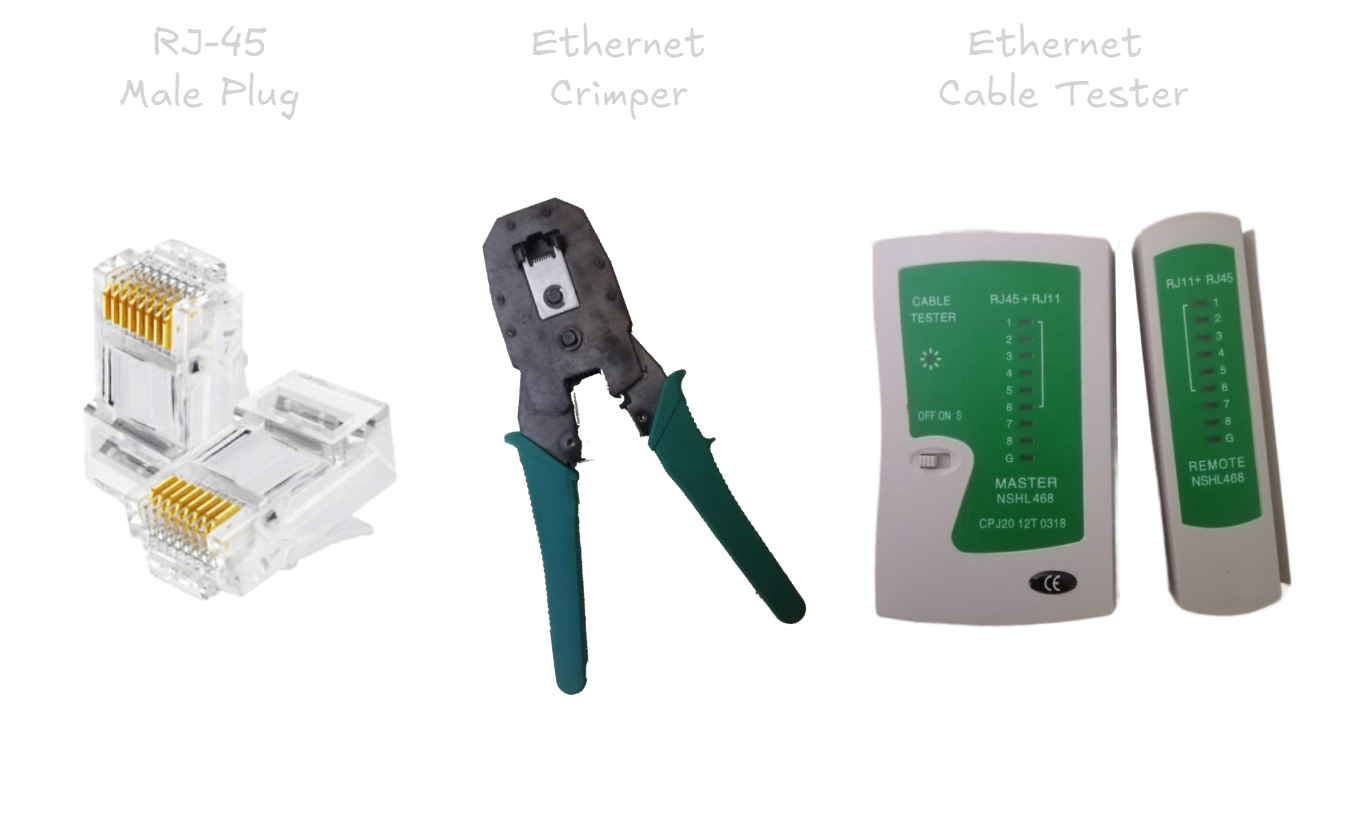 RJ-45
Male Plug
Ethernet
Crimper
Ethernet
Cable Tester
CABLE
TESTER
OFF ON S
RJ45 + RJ11
1
2
3
4
5
6
7
8
G
MASTER
NSHL468
CPJ20 12T 0318
CE
RJ11+ RJ45
1
2
3
4
5
6
7
8
G
REMOTE
NSHL468